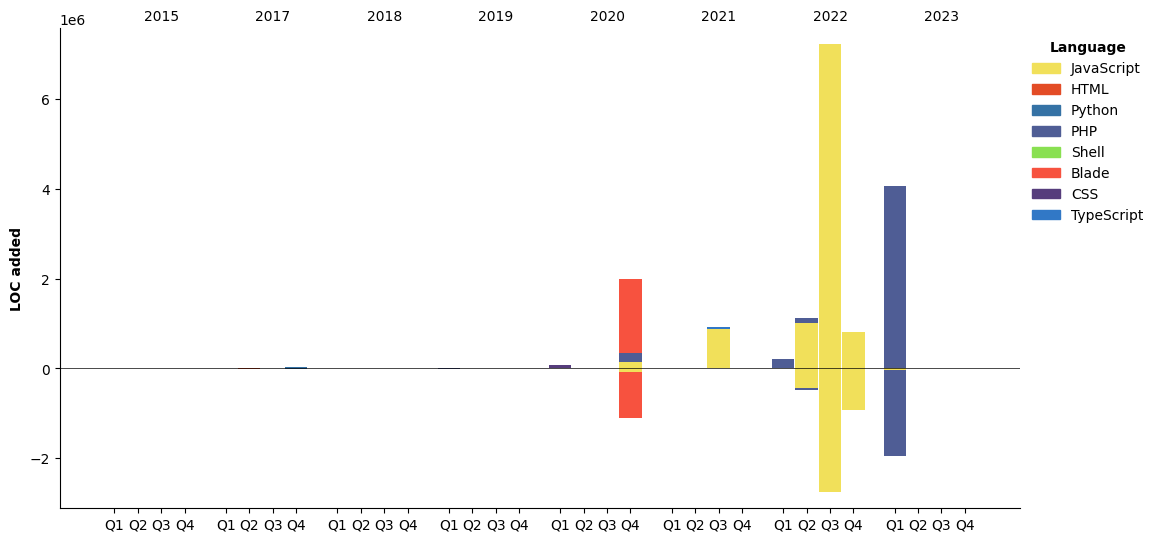 1e6 2015 2017 2018 2019 2020 2021 2022 2023
Language
JavaScript
HTML
Python
PHP
Shell
Blade
CSS
TypeScript
LOC added
6
4
2
0
−2
Q1 Q2 Q3 Q4 Q1 Q2 Q3 Q4 Q1 Q2 Q3 Q4 Q1 Q2 Q3 Q4 Q1 Q2 Q3 Q4 Q1 Q2 Q3 Q4 Q1 Q2 Q3 Q4 Q1 Q2 Q3 Q4